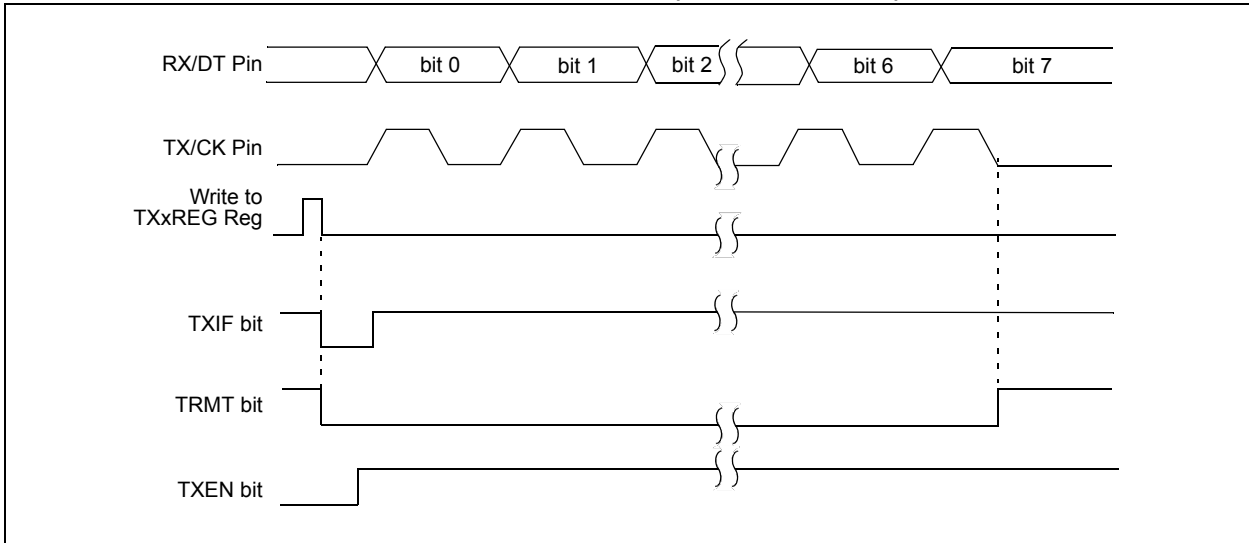 RX/DT Pin
bit 0
bit 1
bit 2
bit 6
bit 7
TX/CK Pin
Write to
TXxREG Reg
TXIF bit
TRMT bit
TXEN bit